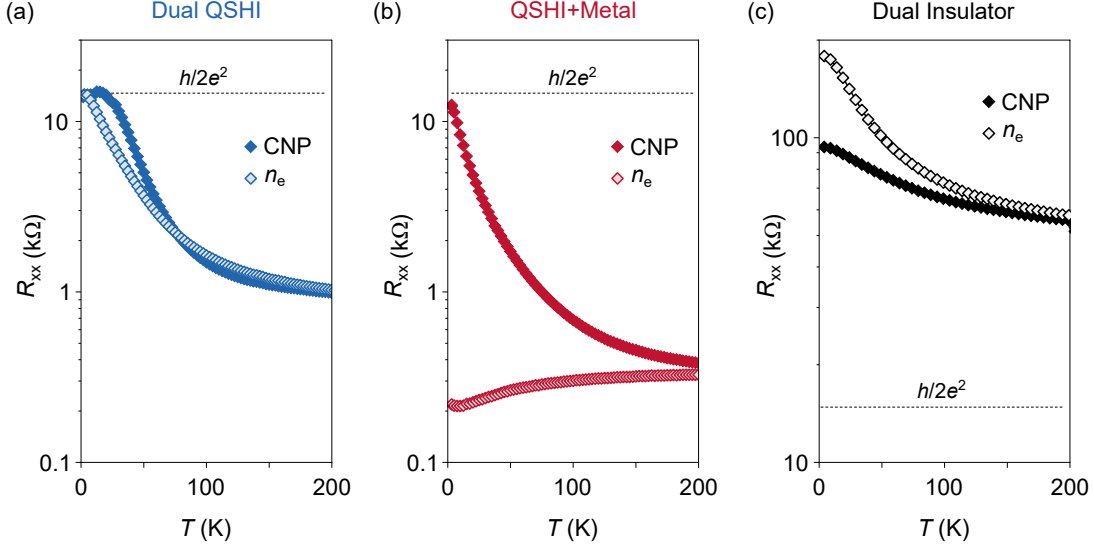 (a) Dual QSHI
h/2e²
10
CNP
nₑ
1
0.1
0 100 200
Rₓₓ (kΩ)
T (K)
(b) QSHI+Metal
h/2e²
10
CNP
nₑ
1
0.1
0 100 200
Rₓₓ (kΩ)
T (K)
(c) Dual Insulator
CNP
nₑ
100
h/2e²
10
0 100 200
Rₓₓ (kΩ)
T (K)